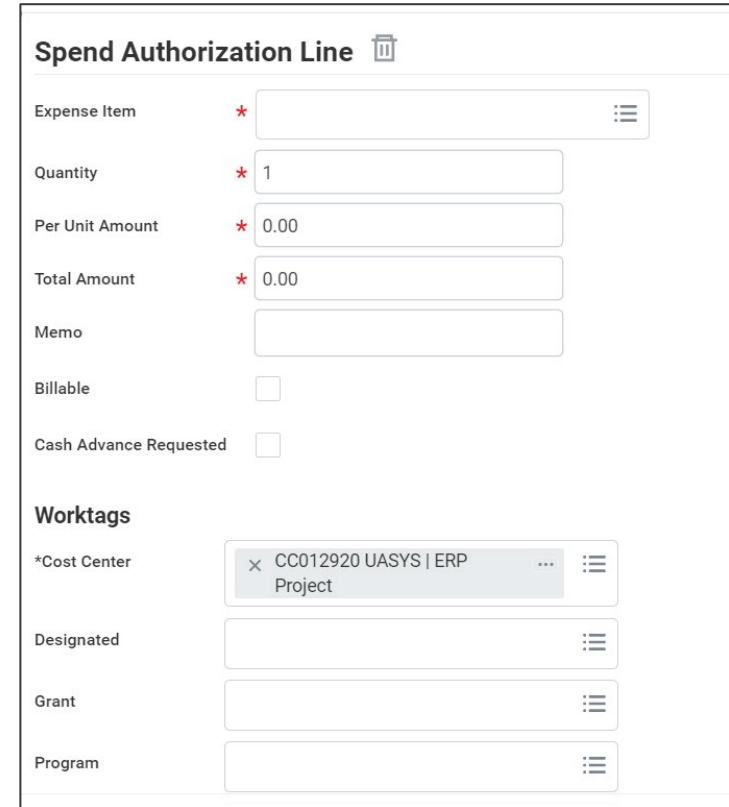 Spend Authorization Line
Expense Item *
Quantity * 1
Per Unit Amount * 0.00
Total Amount * 0.00
Memo
Billable
Cash Advance Requested
Worktags
*Cost Center × CC012920 UASYS | ERP ...
Project
Designated
Grant
Program